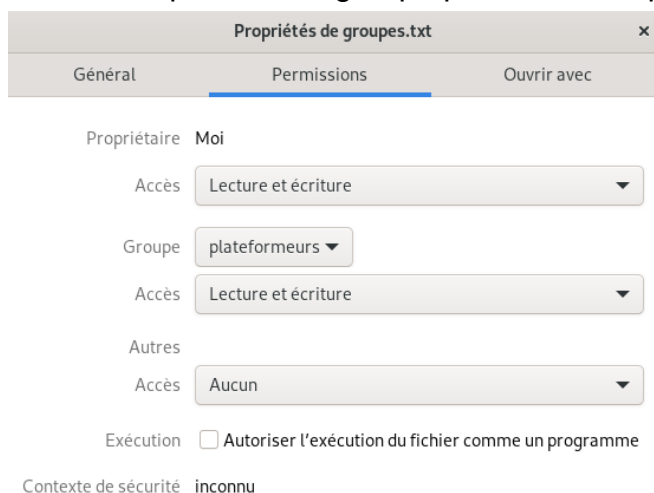 Propriétés de groupes.txt ×
Général Permissions Ouvrir avec
Propriétaire Moi
Accès Lecture et écriture
Groupe plateformeurs
Accès Lecture et écriture
Autres
Accès Aucun
Exécution Autoriser l’exécution du fichier comme un programme
Contexte de sécurité inconnu